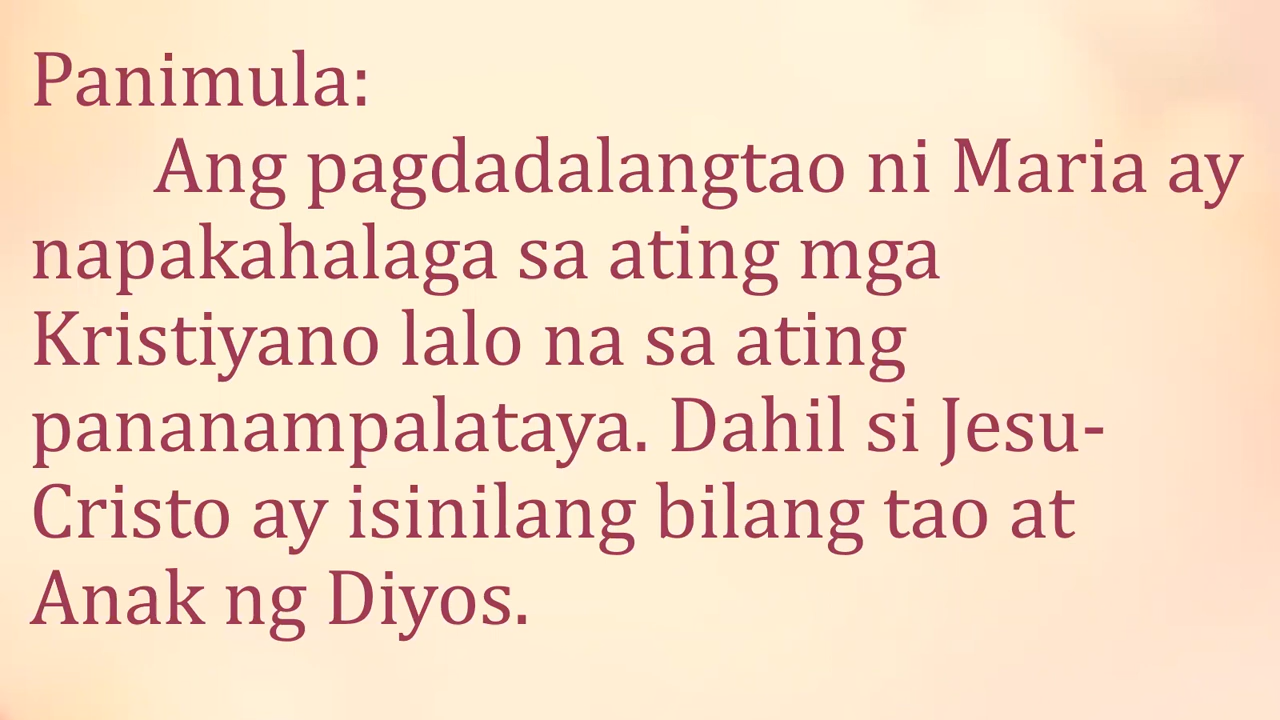 Panimula:
Ang pagdadalangtao ni Maria ay
napakahalaga sa ating mga
Kristiyano lalo na sa ating
pananampalataya. Dahil si Jesu-
Cristo ay isinilang bilang tao at
Anak ng Diyos.